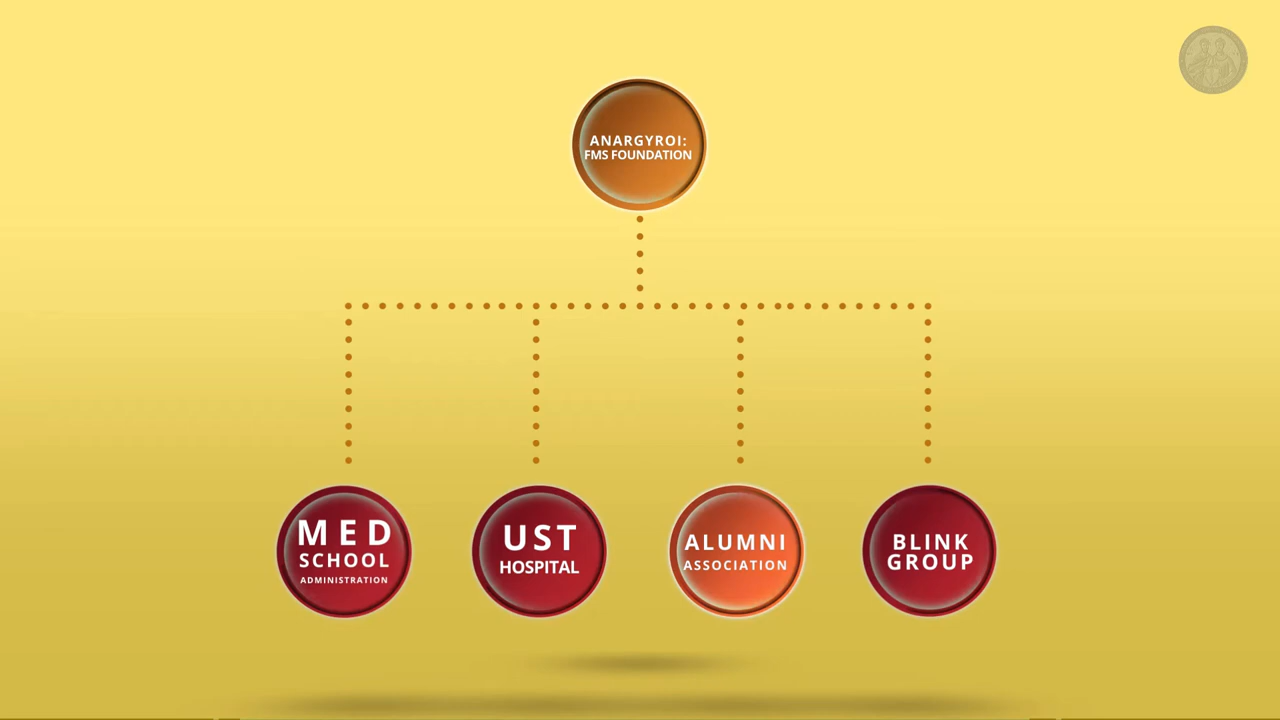 ANARGYROI:
FMS FOUNDATION
MED
SCHOOL
ADMINISTRATION
UST
HOSPITAL
ALUMNI
ASSOCIATION
BLINK
GROUP